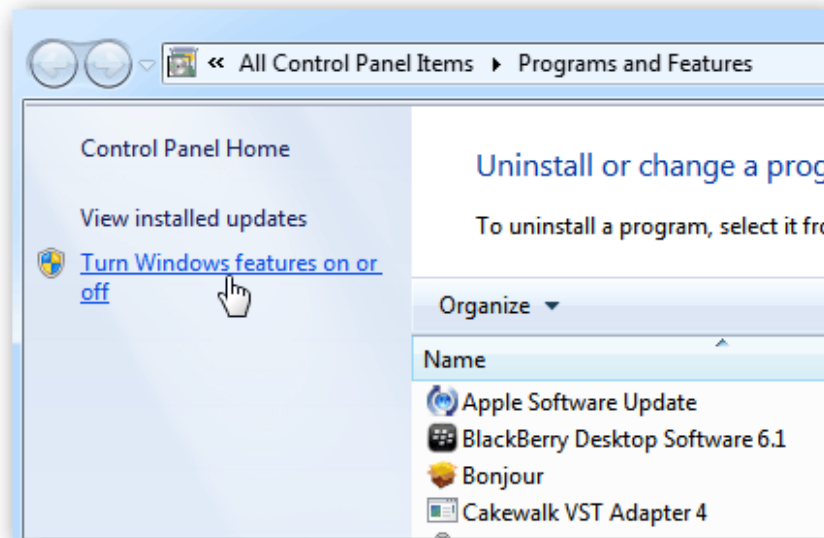 « All Control Panel Items ▸ Programs and Features
Control Panel Home
View installed updates
Turn Windows features on or
off
Uninstall or change a prog
To uninstall a program, select it fro
Organize
Name
Apple Software Update
BlackBerry Desktop Software 6.1
Bonjour
Cakewalk VST Adapter 4